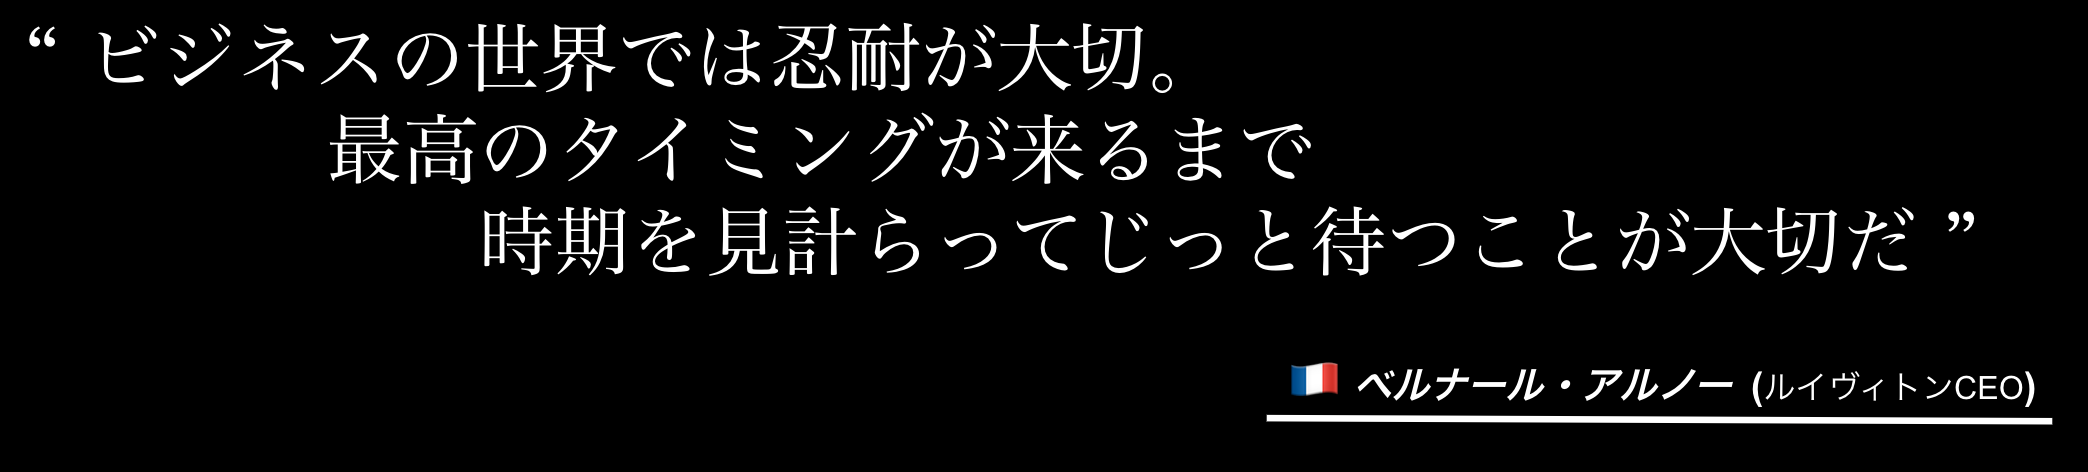 “ ビジネスの世界では忍耐が大切。
最高のタイミングが来るまで
時期を見計らってじっと待つことが大切だ ”
🇫🇷 ベルナール・アルノー (ルイヴィトンCEO)